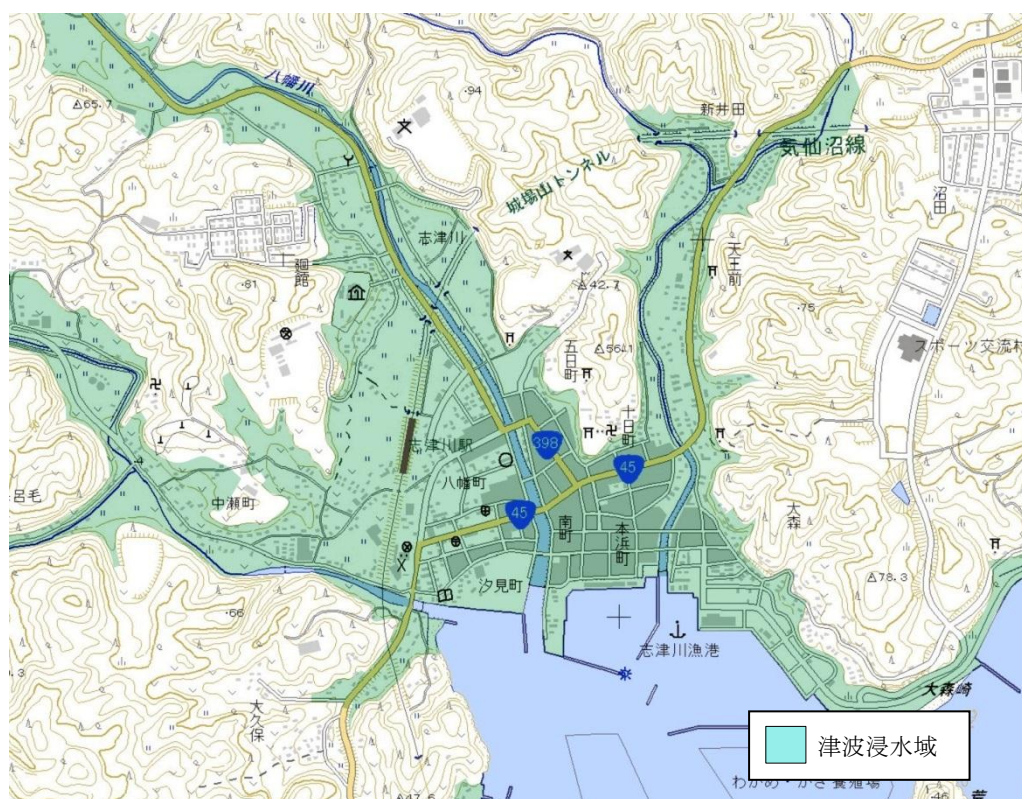 八幡川
△65.7
・94
新井田
気仙沼線
城場山トンネル
沼田
志津川
廻館
・81
△42.7
天王前
・75
スポーツ交流村
五日町
△56.1
十日町
志津川駅
398
45
八幡町
45
中瀬町
呂毛
南町
本浜町
大森
汐見町
△78.3
・66
志津川漁港
大森崎
大久保
津波浸水域
わかめ・かき養殖場
△47.6
・46
荒